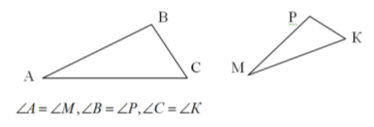 B
P
K
A
C
M
∠A = ∠M ,∠B = ∠P,∠C = ∠K